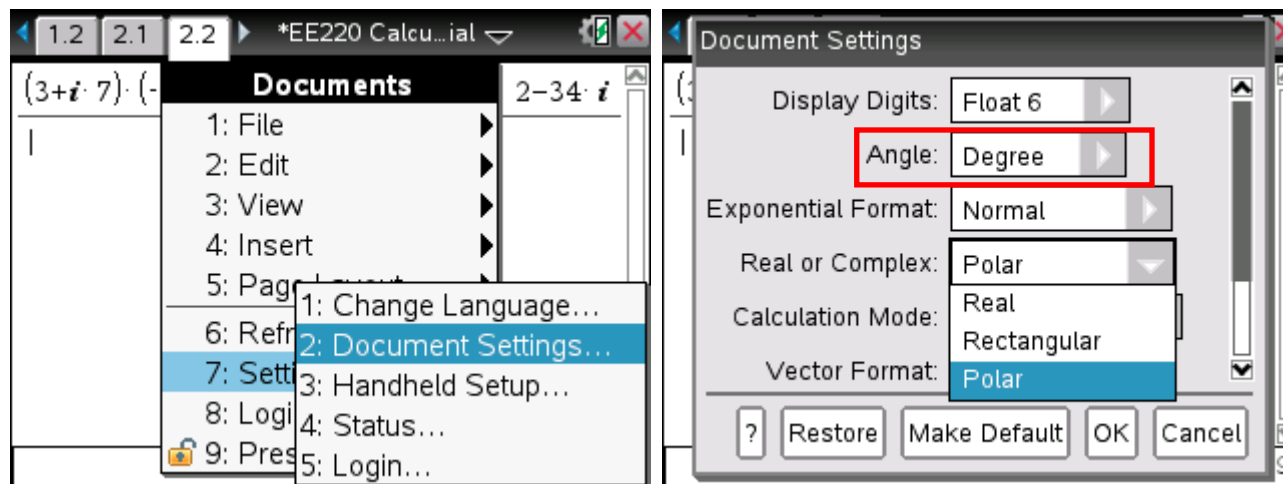 1.2 2.1 2.2 *EE220 Calcu…ial
(3+i·7)·(- 2-34·i
Documents
1: File
2: Edit
3: View
4: Insert
5: Page Layout
6: Refr
7: Setti
8: Logi
9: Pres
1: Change Language...
2: Document Settings...
3: Handheld Setup...
4: Status...
5: Login...
Document Settings
Display Digits: Float 6
Angle: Degree
Exponential Format: Normal
Real or Complex: Polar
Real
Rectangular
Polar
Calculation Mode:
Vector Format:
? Restore Make Default OK Cancel